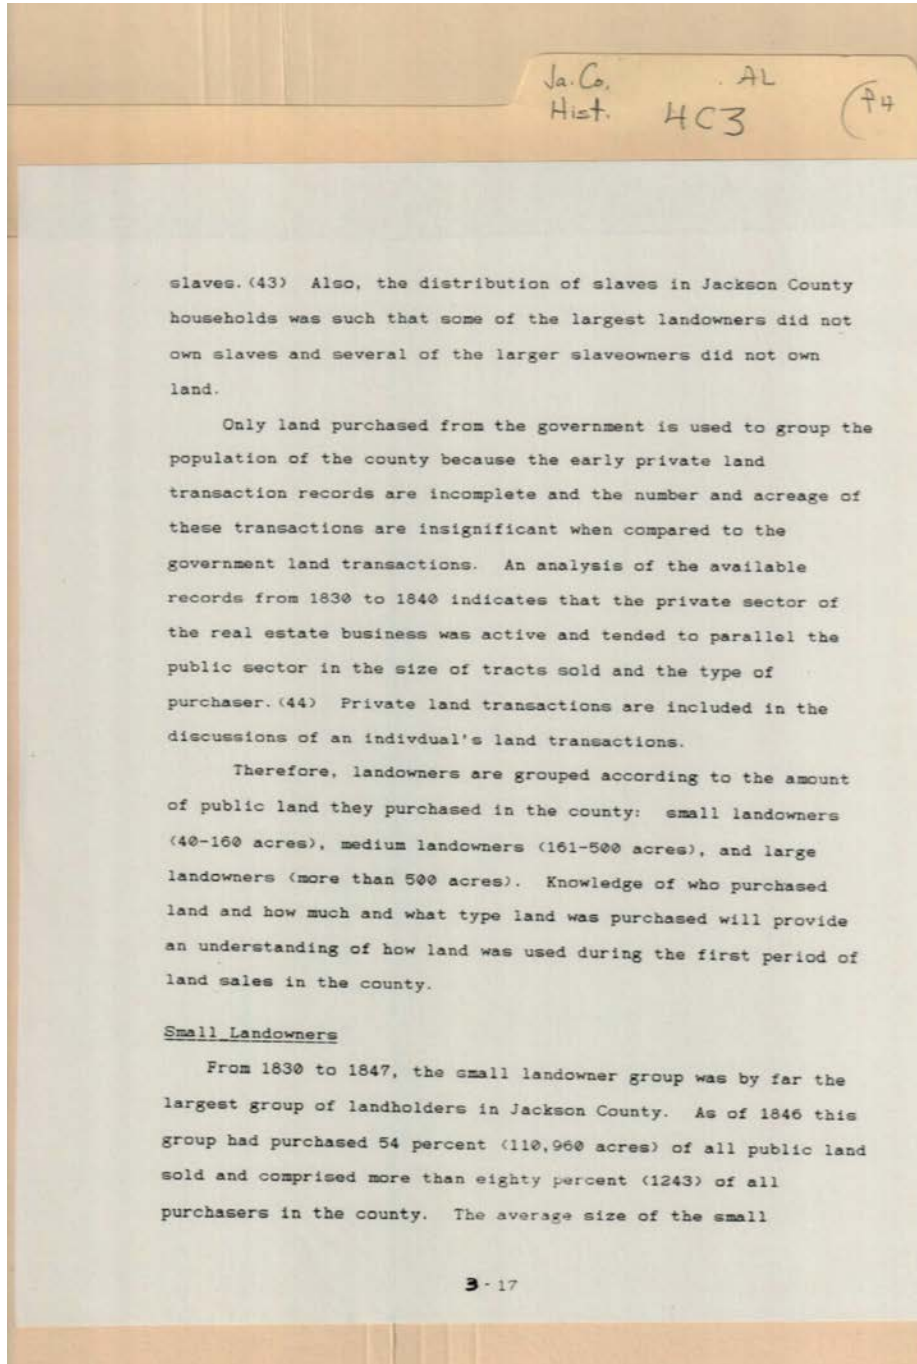 Ja. Co. . AL
Hist. 4C3 P4
slaves.(43) Also, the distribution of slaves in Jackson County
households was such that some of the largest landowners did not
own slaves and several of the larger slaveowners did not own
land.
Only land purchased from the government is used to group the
population of the county because the early private land
transaction records are incomplete and the number and acreage of
these transactions are insignificant when compared to the
government land transactions. An analysis of the available
records from 1830 to 1840 indicates that the private sector of
the real estate business was active and tended to parallel the
public sector in the size of tracts sold and the type of
purchaser.(44) Private land transactions are included in the
discussions of an indivdual's land transactions.
Therefore, landowners are grouped according to the amount
of public land they purchased in the county: small landowners
(40-160 acres), medium landowners (161-500 acres), and large
landowners (more than 500 acres). Knowledge of who purchased
land and how much and what type land was purchased will provide
an understanding of how land was used during the first period of
land sales in the county.
Small Landowners
From 1830 to 1847, the small landowner group was by far the
largest group of landholders in Jackson County. As of 1846 this
group had purchased 54 percent (110,960 acres) of all public land
sold and comprised more than eighty percent (1243) of all
purchasers in the county. The average size of the small
3 - 17